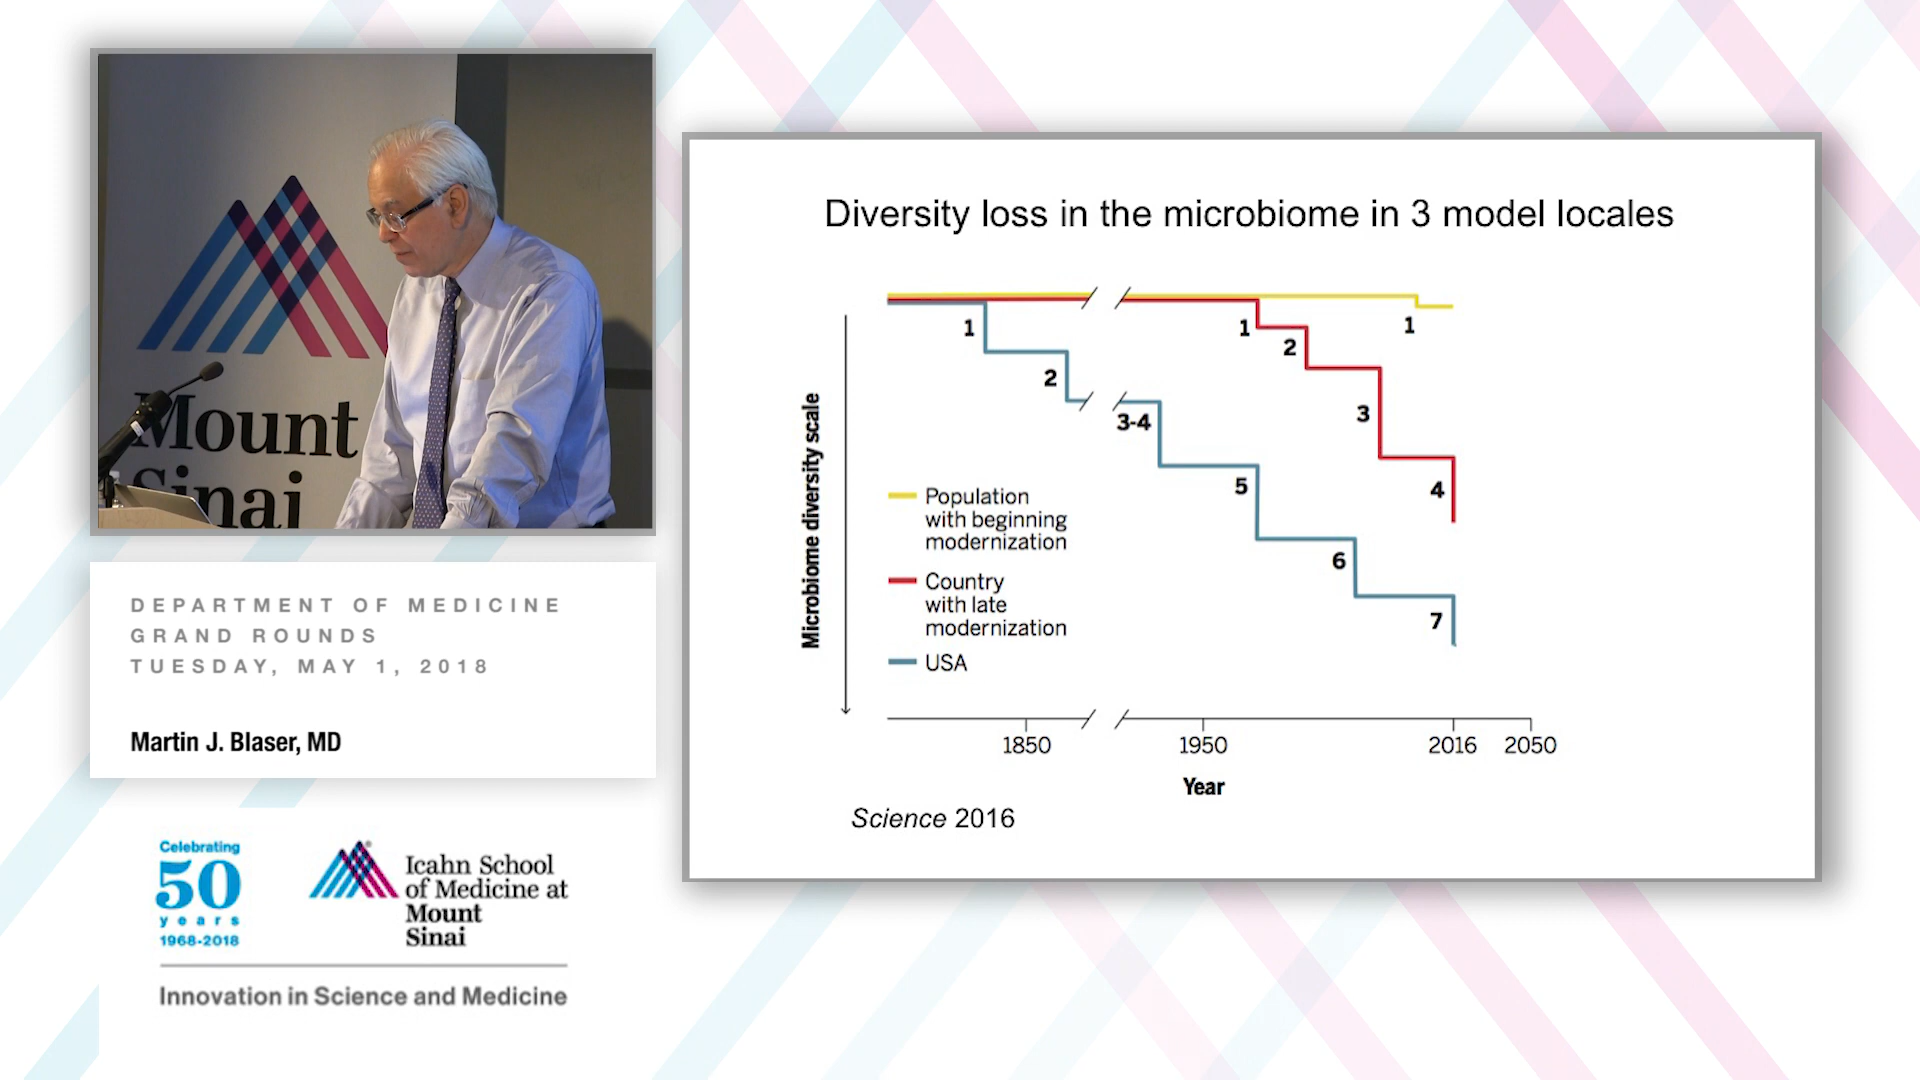 Mount
Sinai
DEPARTMENT OF MEDICINE
GRAND ROUNDS
TUESDAY, MAY 1, 2018
Martin J. Blaser, MD
Celebrating
50
years
1968-2018
Icahn School
of Medicine at
Mount
Sinai
Innovation in Science and Medicine
Diversity loss in the microbiome in 3 model locales
Microbiome diversity scale
1
2
3-4
5
6
7
1
2
3
4
1
Population
with beginning
modernization
Country
with late
modernization
USA
1850
1950
2016
2050
Year
Science 2016